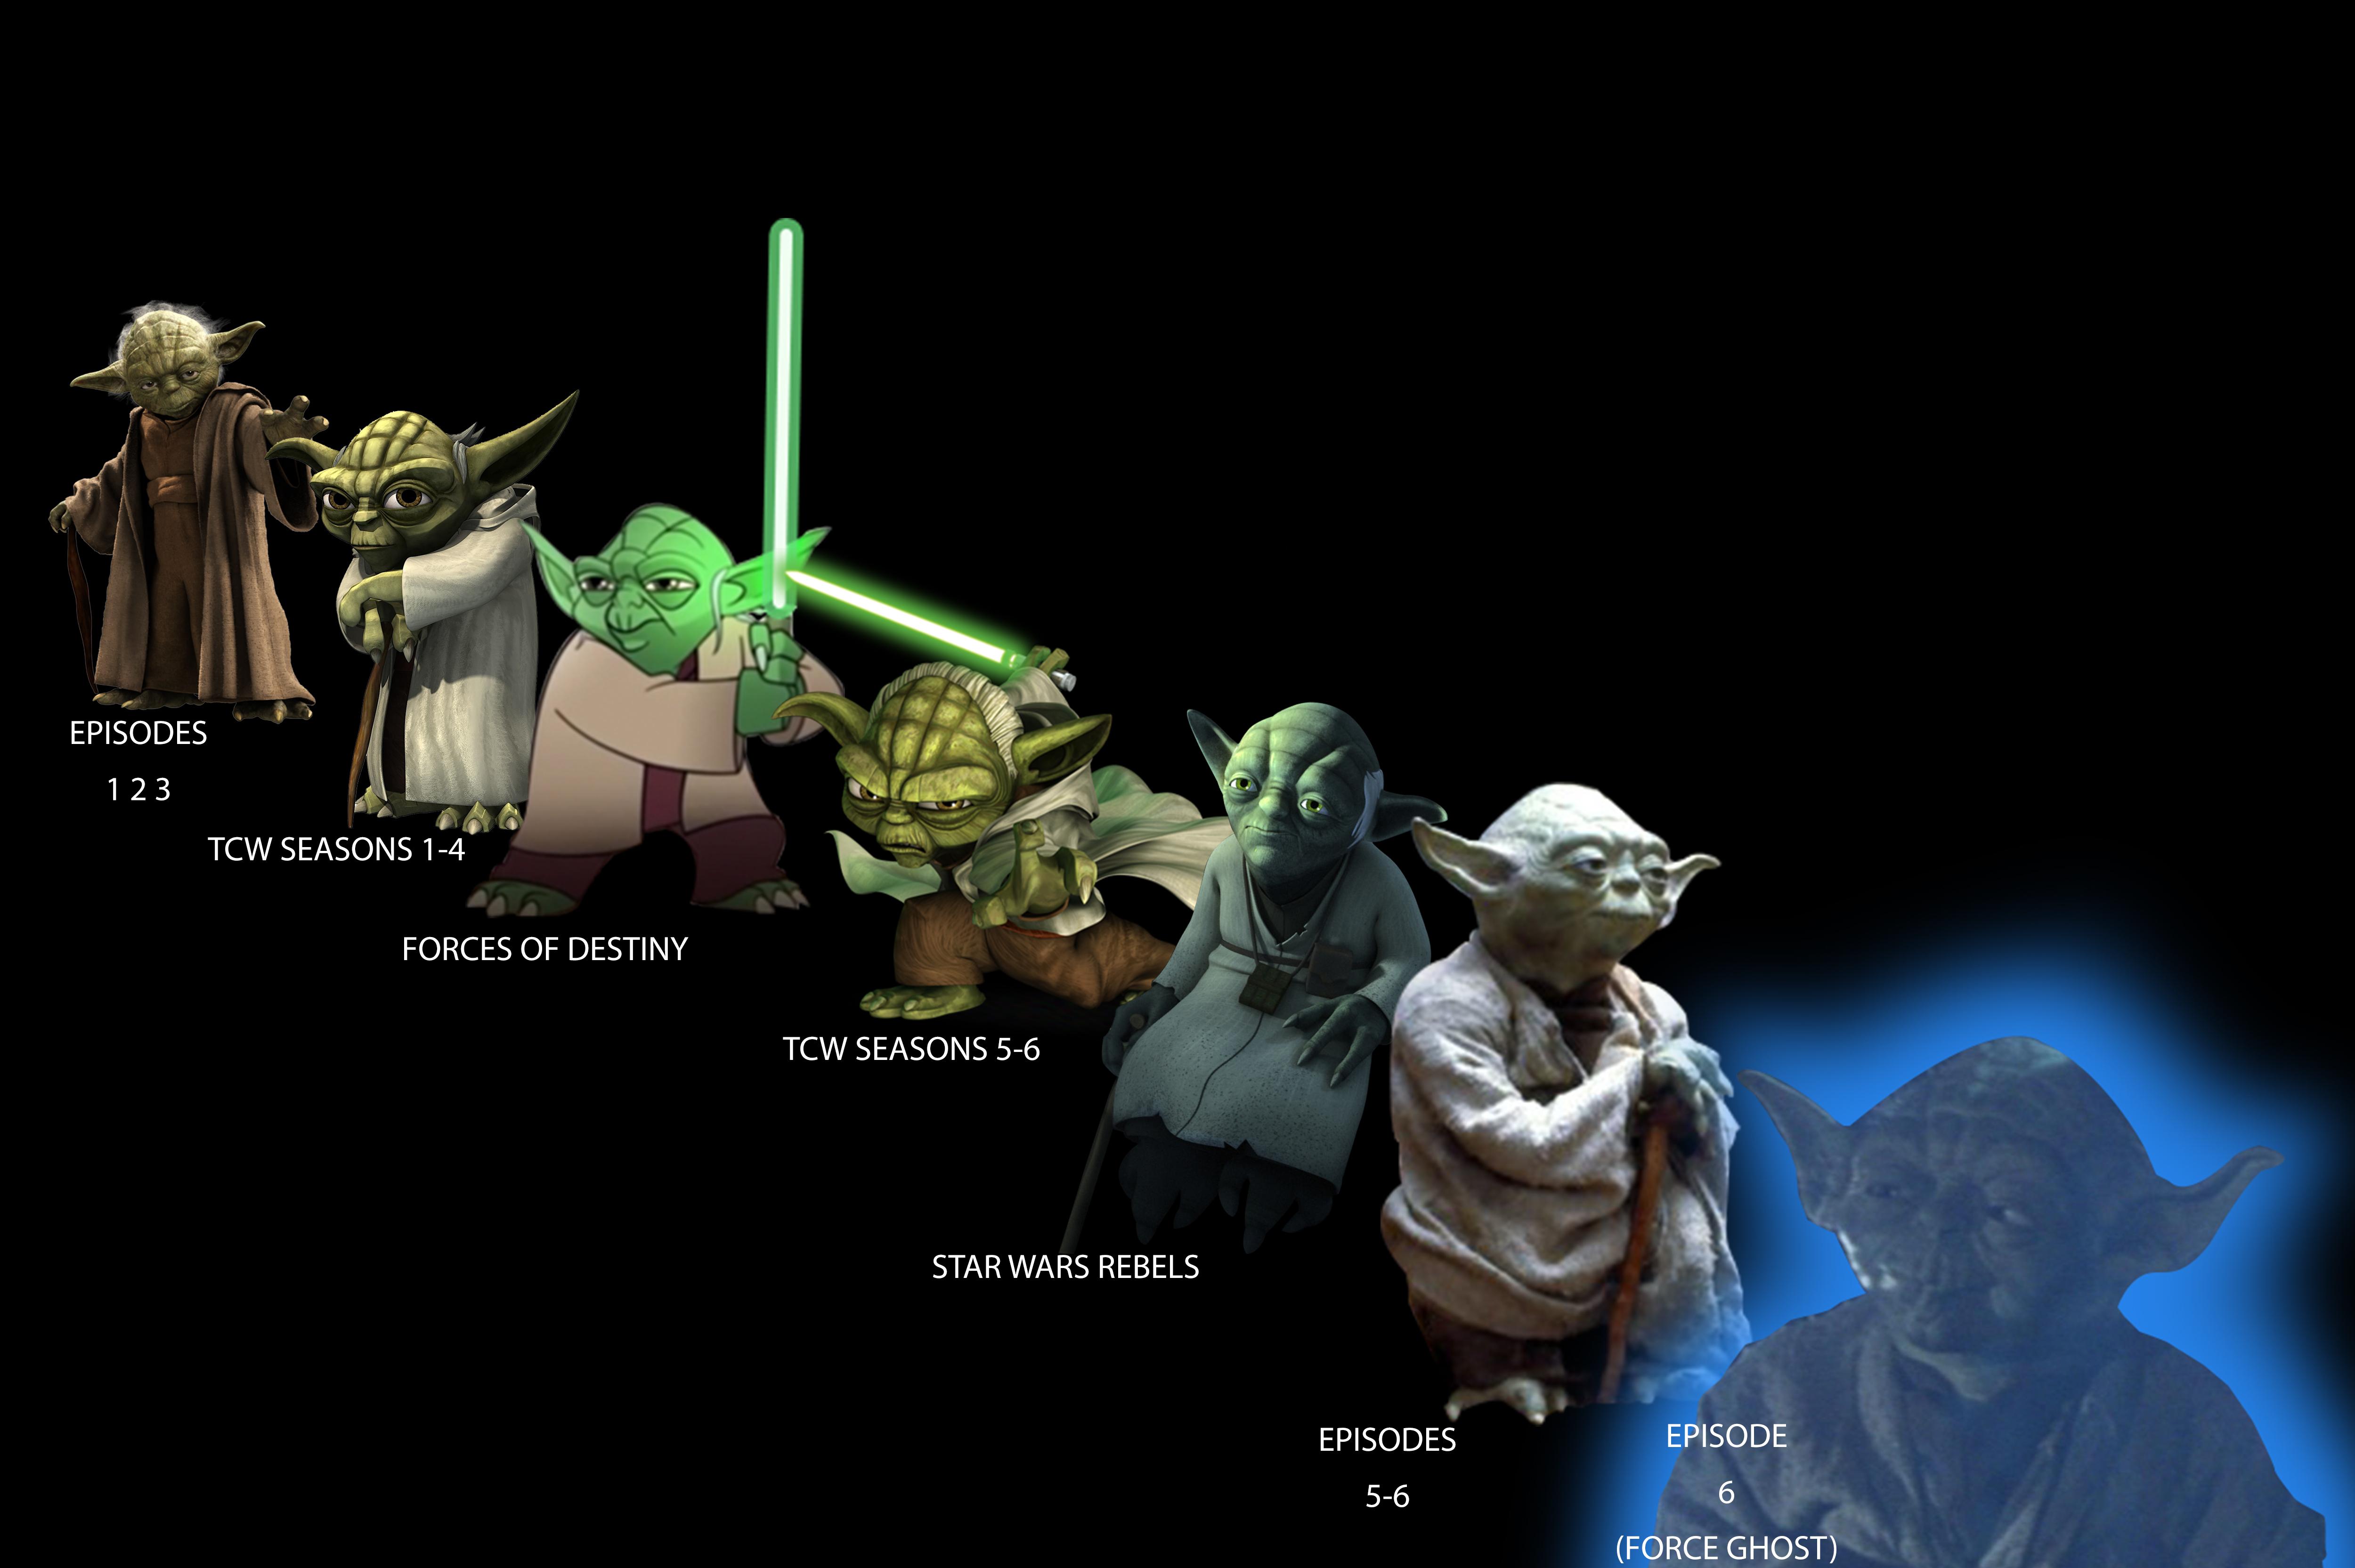 EPISODES
1 2 3
TCW SEASONS 1-4
FORCES OF DESTINY
TCW SEASONS 5-6
STAR WARS REBELS
EPISODES
5-6
EPISODE
6
(FORCE GHOST)